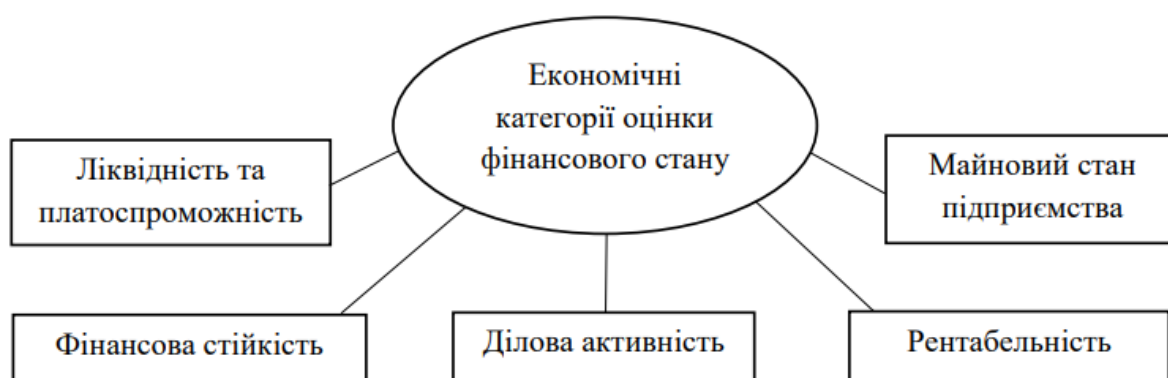 Економічні
категорії оцінки
фінансового стану
Ліквідність та
платоспроможність
Майновий стан
підприємства
Фінансова стійкість
Ділова активність
Рентабельність